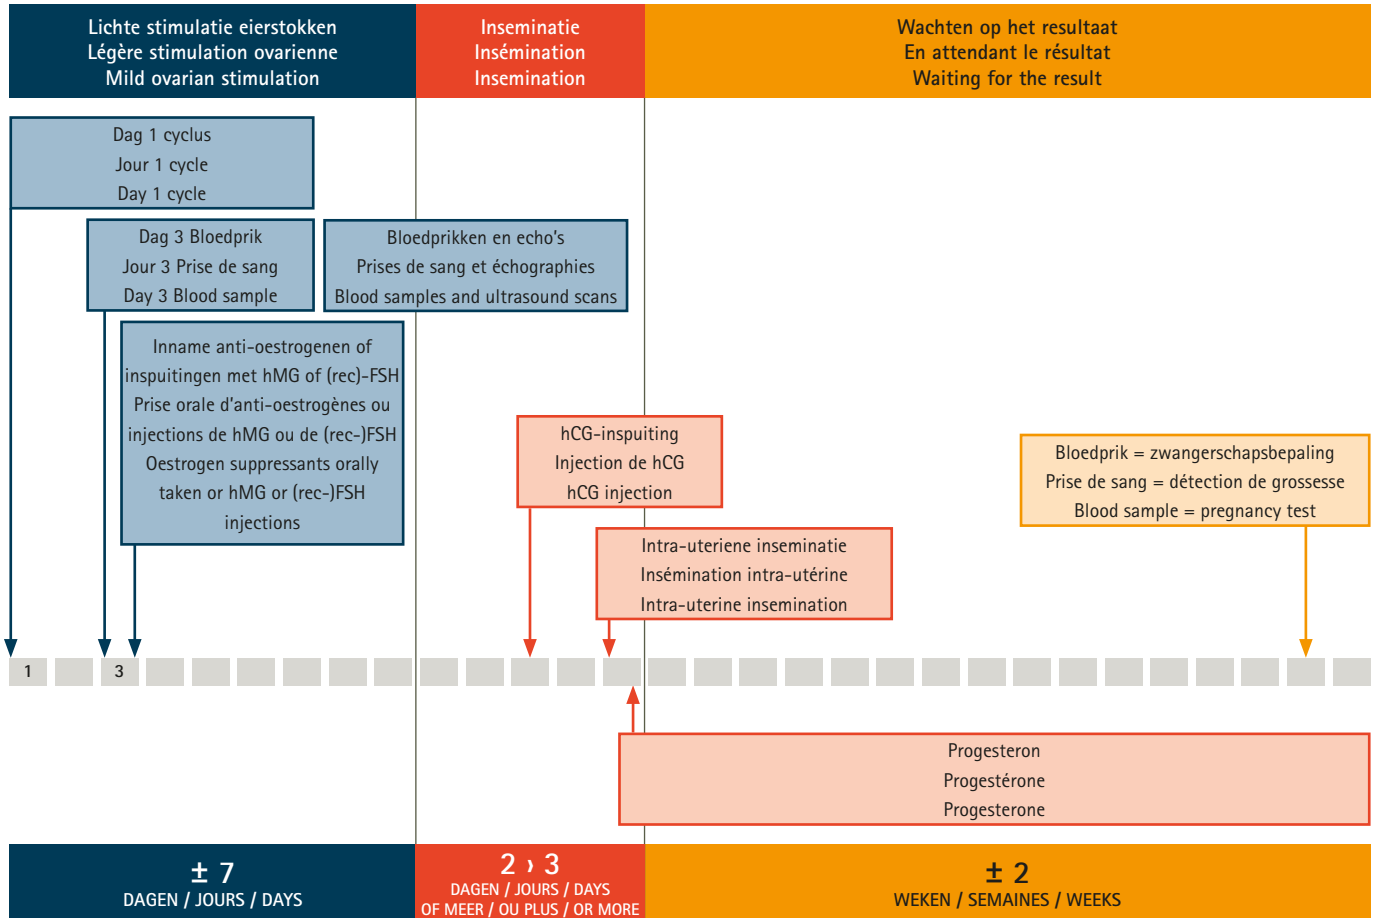 Lichte stimulatie eierstokken
Légère stimulation ovarienne
Mild ovarian stimulation
Inseminatie
Insémination
Insemination
Wachten op het resultaat
En attendant le résultat
Waiting for the result
Dag 1 cyclus
Jour 1 cycle
Day 1 cycle
Dag 3 Bloedprik
Jour 3 Prise de sang
Day 3 Blood sample
Bloedprikken en echo's
Prises de sang et échographies
Blood samples and ultrasound scans
Inname anti-oestrogenen of
inspuitingen met hMG of (rec)-FSH
Prise orale d'anti-oestrogènes ou
injections de hMG ou de (rec-)FSH
Oestrogen suppressants orally
taken or hMG or (rec-)FSH
injections
hCG-inspuiting
Injection de hCG
hCG injection
Bloedprik = zwangerschapsbepaling
Prise de sang = détection de grossesse
Blood sample = pregnancy test
Intra-uteriene inseminatie
Insémination intra-utérine
Intra-uterine insemination
1
3
Progesteron
Progestérone
Progesterone
± 7
DAGEN / JOURS / DAYS
2 › 3
DAGEN / JOURS / DAYS
OF MEER / OU PLUS / OR MORE
± 2
WEKEN / SEMAINES / WEEKS